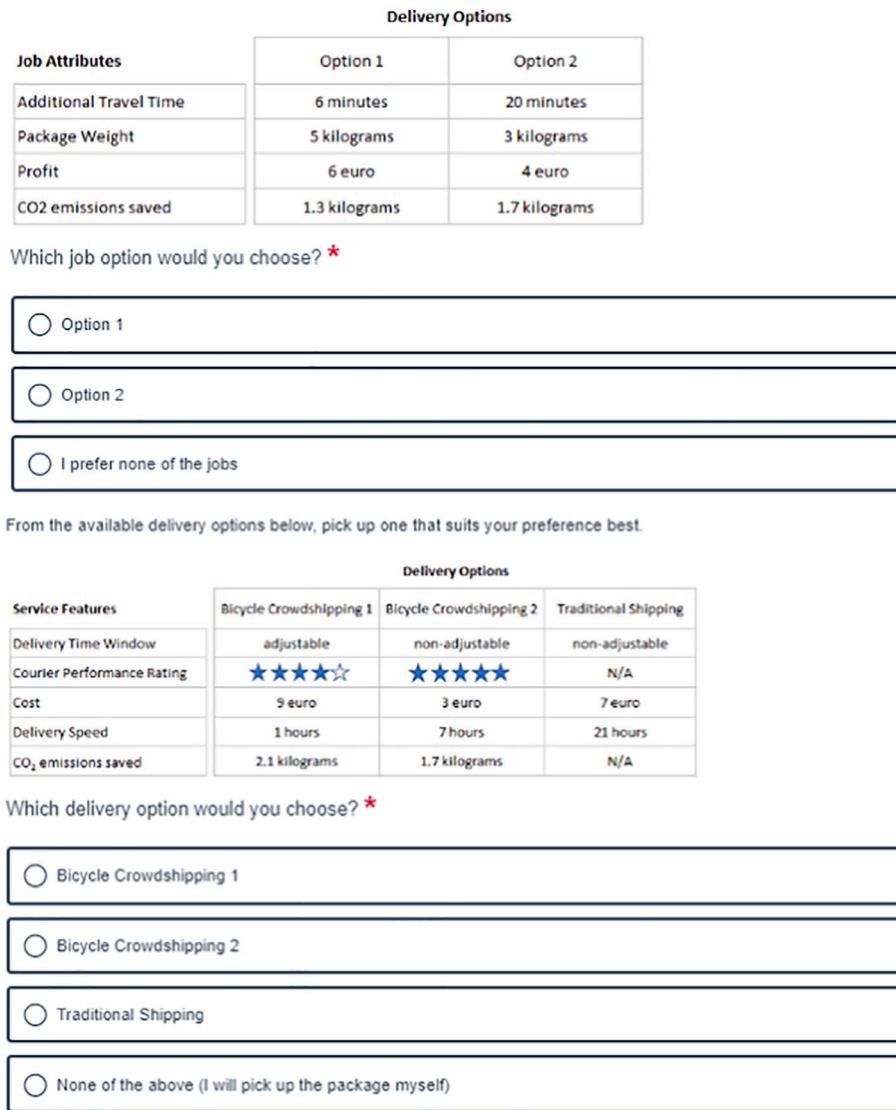 Delivery Options
Job Attributes Option 1 Option 2
Additional Travel Time 6 minutes 20 minutes
Package Weight 5 kilograms 3 kilograms
Profit 6 euro 4 euro
CO2 emissions saved 1.3 kilograms 1.7 kilograms
Which job option would you choose? *
Option 1
Option 2
I prefer none of the jobs
From the available delivery options below, pick up one that suits your preference best.
Delivery Options
Service Features Bicycle Crowdshipping 1 Bicycle Crowdshipping 2 Traditional Shipping
Delivery Time Window adjustable non-adjustable non-adjustable
Courier Performance Rating ★★★★☆ ★★★★★ N/A
Cost 9 euro 3 euro 7 euro
Delivery Speed 1 hours 7 hours 21 hours
CO₂ emissions saved 2.1 kilograms 1.7 kilograms N/A
Which delivery option would you choose? *
Bicycle Crowdshipping 1
Bicycle Crowdshipping 2
Traditional Shipping
None of the above (I will pick up the package myself)